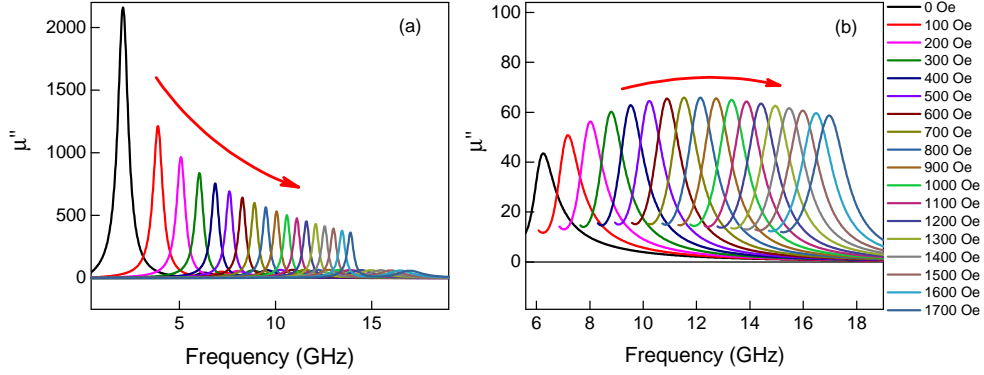 (a)
2000
1500
1000
500
0
μ"
5
10
15
Frequency (GHz)
(b)
100
80
60
40
20
0
μ"
6
8
10
12
14
16
18
Frequency (GHz)
0 Oe
100 Oe
200 Oe
300 Oe
400 Oe
500 Oe
600 Oe
700 Oe
800 Oe
900 Oe
1000 Oe
1100 Oe
1200 Oe
1300 Oe
1400 Oe
1500 Oe
1600 Oe
1700 Oe